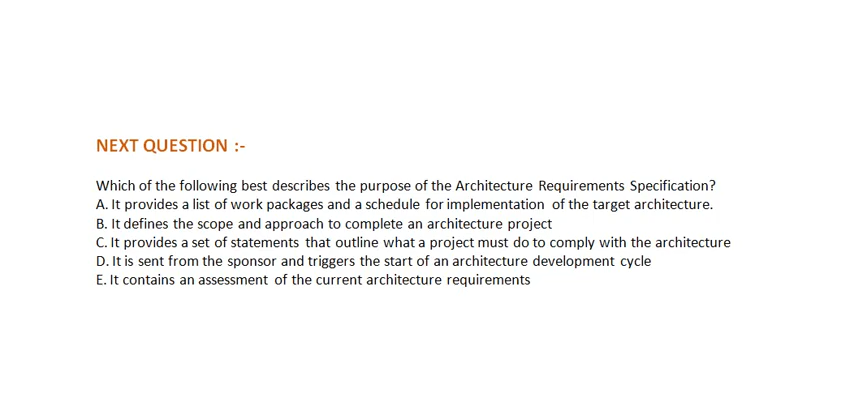 NEXT QUESTION :-
Which of the following best describes the purpose of the Architecture Requirements Specification?
A. It provides a list of work packages and a schedule for implementation of the target architecture.
B. It defines the scope and approach to complete an architecture project
C. It provides a set of statements that outline what a project must do to comply with the architecture
D. It is sent from the sponsor and triggers the start of an architecture development cycle
E. It contains an assessment of the current architecture requirements